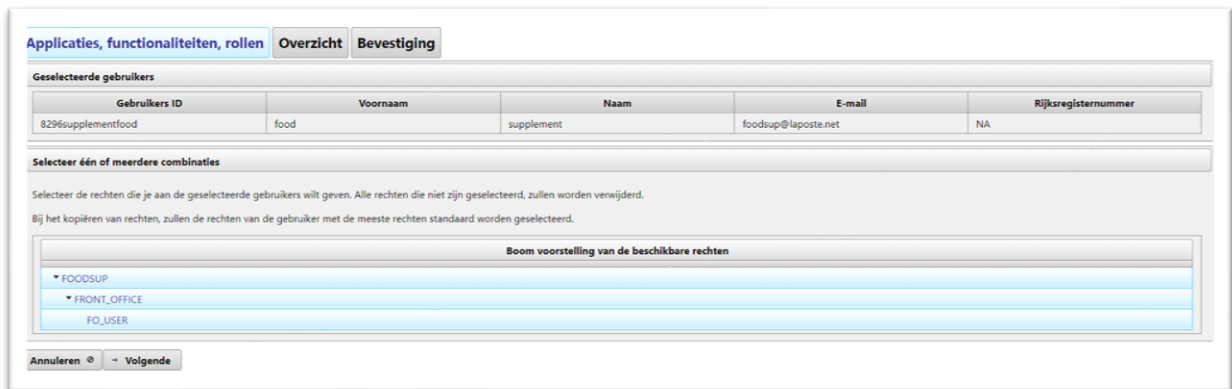 Applicaties, functionaliteiten, rollen Overzicht Bevestiging
Geselecteerde gebruikers
Gebruikers ID Voornaam Naam E-mail Rijksregisternummer
8296supplementfood food supplement foodsup@laposte.net NA
Selecteer één of meerdere combinaties
Selecteer de rechten die je aan de geselecteerde gebruikers wilt geven. Alle rechten die niet zijn geselecteerd, zullen worden verwijderd.
Bij het kopiëren van rechten, zullen de rechten van de gebruiker met de meeste rechten standaard worden geselecteerd.
Boom voorstelling van de beschikbare rechten
FOODSUP
FRONT_OFFICE
FO_USER
Annuleren Volgende